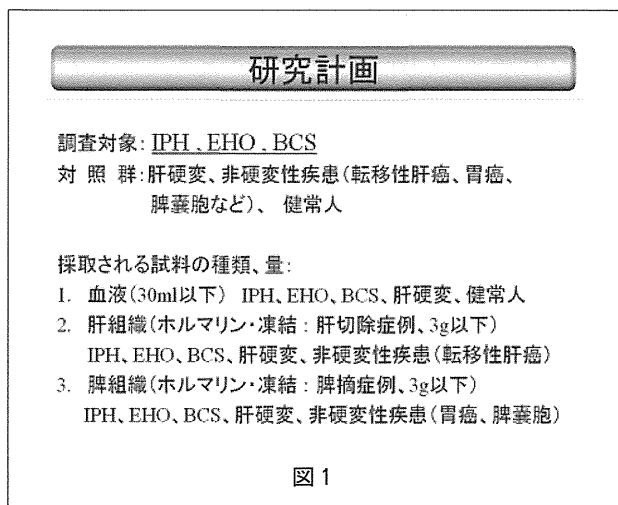 研究計画
調査対象: IPH , EHO , BCS
対 照 群:肝硬変、非硬変性疾患(転移性肝癌、胃癌、
脾嚢胞など)、 健常人
採取される試料の種類、量:
1. 血液(30ml以下) IPH、EHO、BCS、肝硬変、健常人
2. 肝組織(ホルマリン・凍結:肝切除症例、3g以下)
IPH、EHO、BCS、肝硬変、非硬変性疾患(転移性肝癌)
3. 脾組織(ホルマリン・凍結:脾摘症例、3g以下)
IPH、EHO、BCS、肝硬変、非硬変性疾患(胃癌、脾嚢胞)
図 1